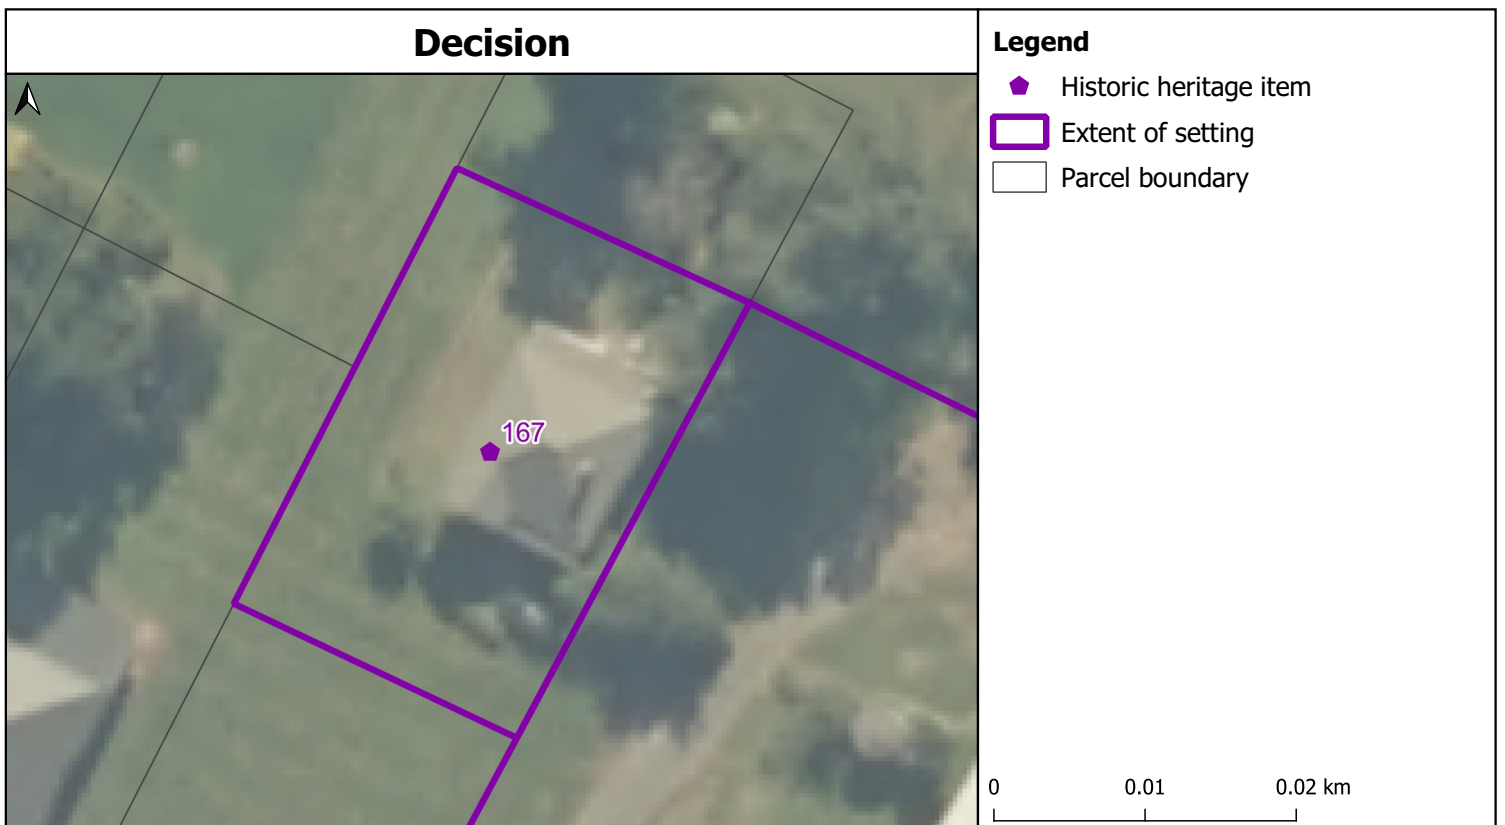 Decision
167
Legend
Historic heritage item
Extent of setting
Parcel boundary
0 0.01 0.02 km